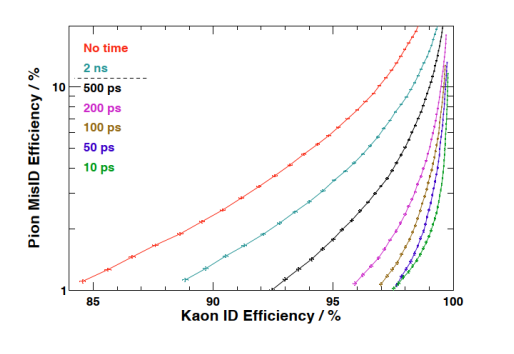 No time
2 ns
500 ps
200 ps
100 ps
50 ps
10 ps
Pion MisID Efficiency / %
10
1
85 90 95 100
Kaon ID Efficiency / %